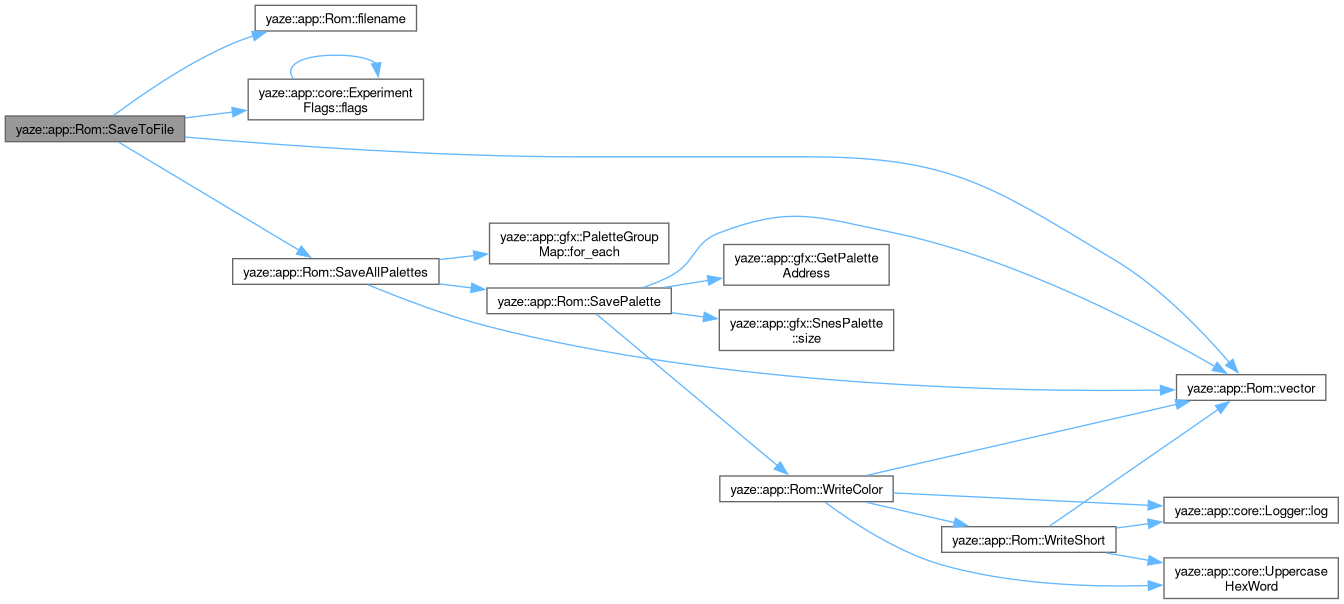 yaze::app::Rom::filename
yaze::app::core::Experiment
Flags::flags
yaze::app::Rom::SaveToFile
yaze::app::gfx::PaletteGroup
Map::for_each
yaze::app::Rom::SaveAllPalettes
yaze::app::gfx::GetPalette
Address
yaze::app::Rom::SavePalette
yaze::app::gfx::SnesPalette
::size
yaze::app::Rom::vector
yaze::app::Rom::WriteColor
yaze::app::core::Logger::log
yaze::app::Rom::WriteShort
yaze::app::core::Uppercase
HexWord